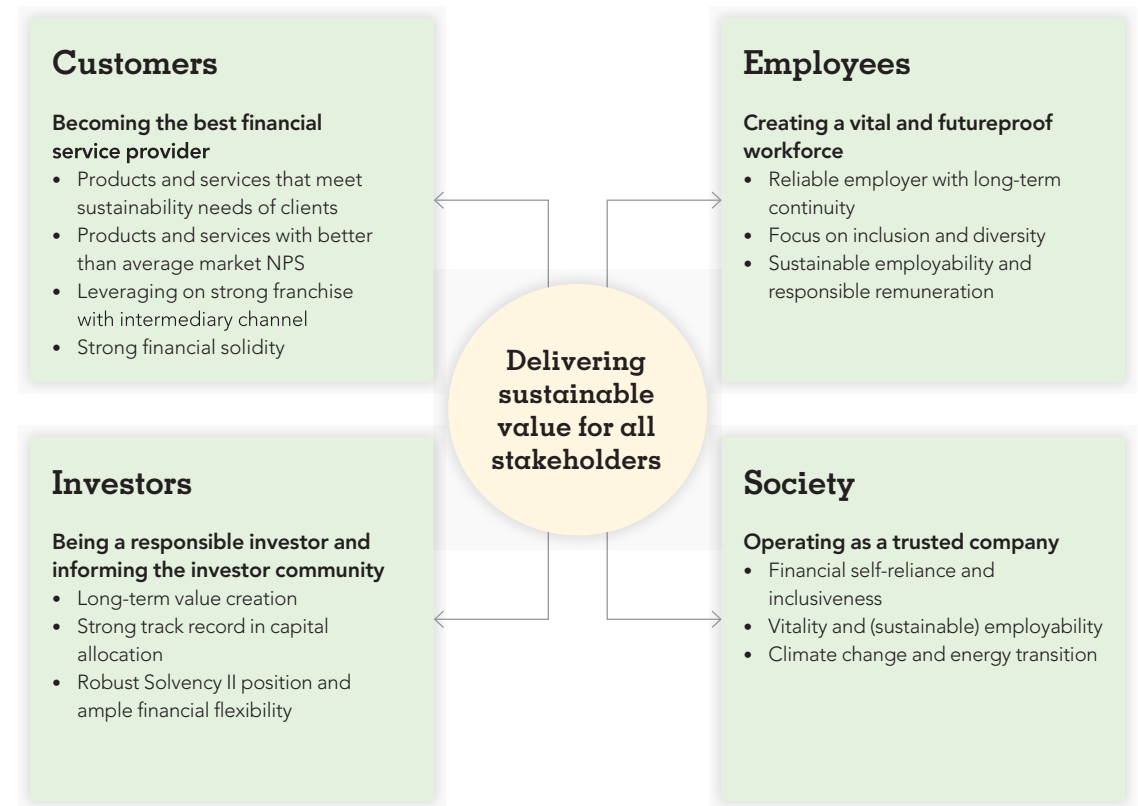 Customers
Becoming the best financial
service provider
• Products and services that meet
sustainability needs of clients
• Products and services with better
than average market NPS
• Leveraging on strong franchise
with intermediary channel
• Strong financial solidity
Employees
Creating a vital and futureproof
workforce
• Reliable employer with long-term
continuity
• Focus on inclusion and diversity
• Sustainable employability and
responsible remuneration
Delivering
sustainable
value for all
stakeholders
Investors
Being a responsible investor and
informing the investor community
• Long-term value creation
• Strong track record in capital
allocation
• Robust Solvency II position and
ample financial flexibility
Society
Operating as a trusted company
• Financial self-reliance and
inclusiveness
• Vitality and (sustainable) employability
• Climate change and energy transition